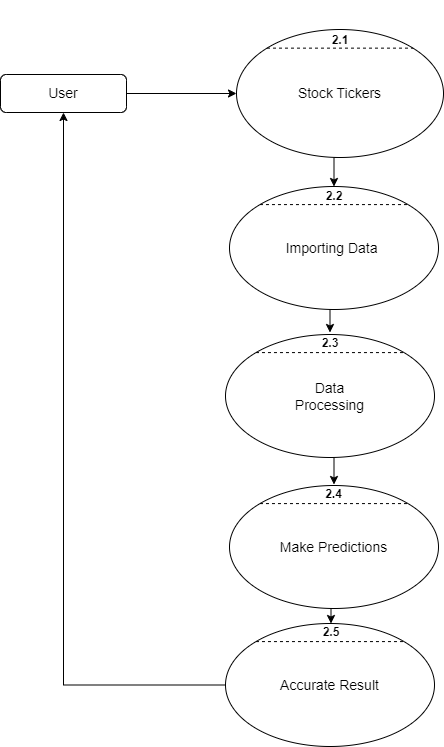 2.1
User
Stock Tickers
2.2
Importing Data
2.3
Data
Processing
2.4
Make Predictions
2.5
Accurate Result